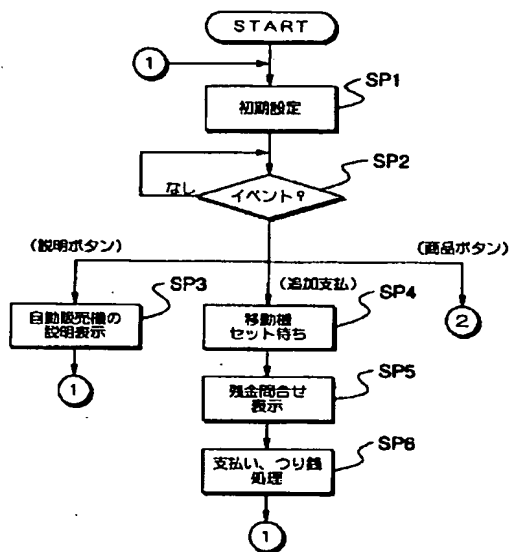 START
1
SP1
初期設定
SP2
なし
イベント?
(説明ボタン)
(商品ボタン)
SP3
(追加支払)
SP4
自動販売機の
説明表示
移動機
セット待ち
2
1
SP5
残金問合せ
表示
SP6
支払い、つり銭
処理
1